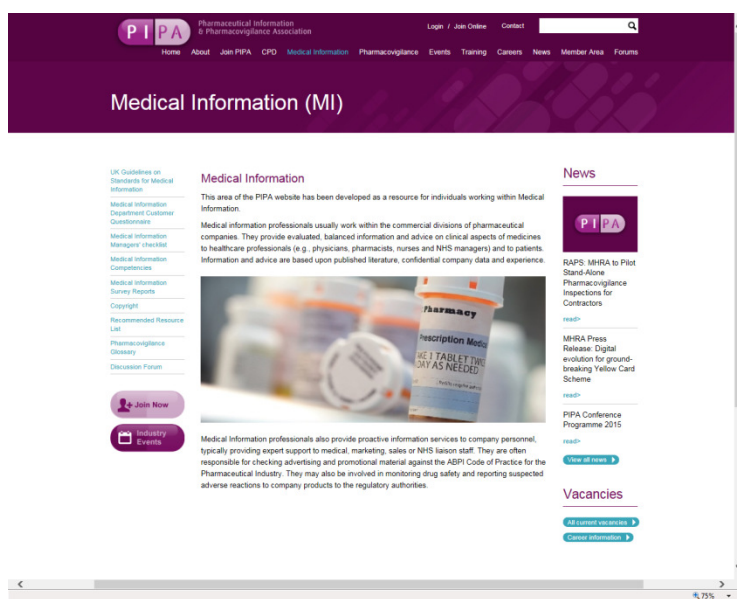 PIPA
Pharmaceutical Information
& Pharmacovigilance Association
Login / Join Online Contact
Home About Join PIPA CPD Medical Information Pharmacovigilance Events Training Careers News Member Area Forums
Medical Information (MI)
UK Guidelines on
Standards for Medical
Information
Medical Information
Department Customer
Questionnaire
Medical Information
Managers' checklist
Medical Information
Competencies
Medical Information
Survey Reports
Copyright
Recommended Resource
List
Pharmacovigilance
Glossary
Discussion Forum
Join Now
Industry
Events
Medical Information
This area of the PIPA website has been developed as a resource for individuals working within Medical
Information.
Medical information professionals usually work within the commercial divisions of pharmaceutical
companies. They provide evaluated, balanced information and advice on clinical aspects of medicines
to healthcare professionals (e.g., physicians, pharmacists, nurses and NHS managers) and to patients.
Information and advice are based upon published literature, confidential company data and experience.
Pharmacy
Prescription Medic
TAKE 1 TABLET TWIC
DAY AS NEEDED
Medical Information professionals also provide proactive information services to company personnel,
typically providing expert support to medical, marketing, sales or NHS liaison staff. They are often
responsible for checking advertising and promotional material against the ABPI Code of Practice for the
Pharmaceutical Industry. They may also be involved in monitoring drug safety and reporting suspected
adverse reactions to company products to the regulatory authorities.
News
PIPA
RAPS: MHRA to Pilot
Stand-Alone
Pharmacovigilance
Inspections for
Contractors
read>
MHRA Press
Release: Digital
evolution for ground-
breaking Yellow Card
Scheme
read>
PIPA Conference
Programme 2015
read>
View all news
Vacancies
All current vacancies
Career information
75%